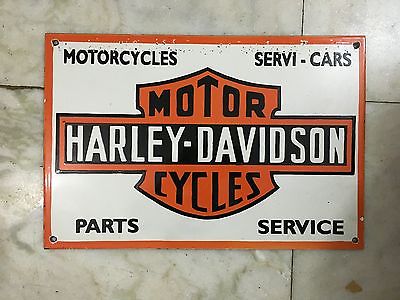 MOTORCYCLES SERVI-CARS
MOTOR
HARLEY-DAVIDSON
CYCLES
PARTS SERVICE